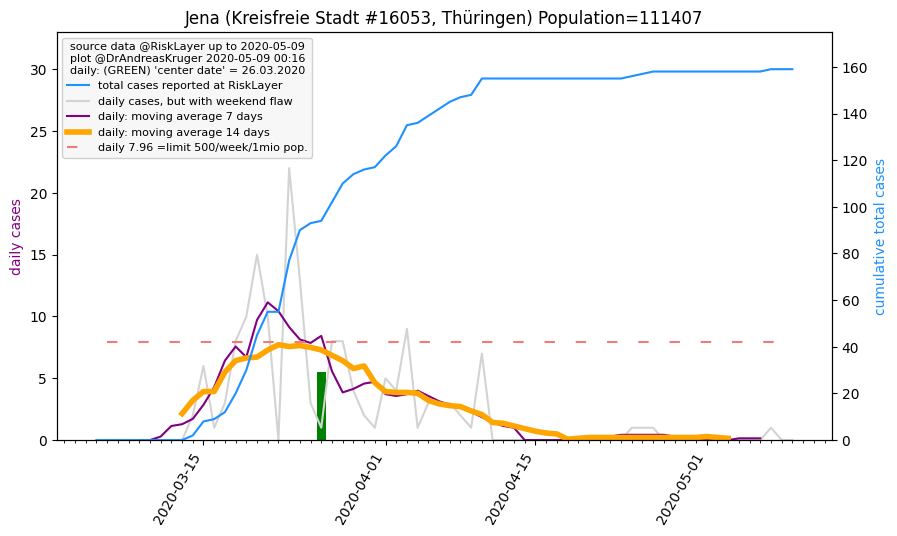 Jena (Kreisfreie Stadt #16053, Thüringen) Population=111407
source data @RiskLayer up to 2020-05-09
plot @DrAndreasKruger 2020-05-09 00:16
daily: (GREEN) 'center date' = 26.03.2020
total cases reported at RiskLayer
daily cases, but with weekend flaw
daily: moving average 7 days
daily: moving average 14 days
daily 7.96 =limit 500/week/1mio pop.
daily cases
30
25
20
15
10
5
0
160
140
120
100
80
60
40
20
0
cumulative total cases
2020-03-15
2020-04-01
2020-04-15
2020-05-01